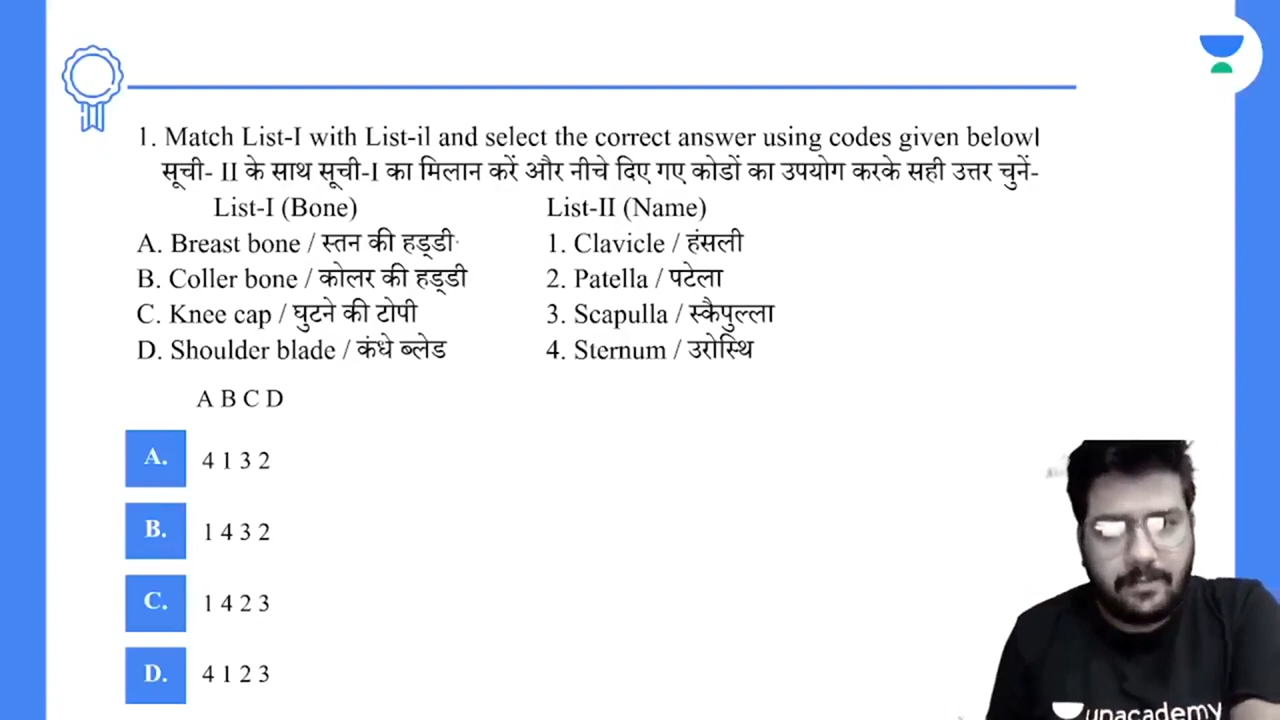 1. Match List-I with List-il and select the correct answer using codes given below।
सूची- II के साथ सूची-I का मिलान करें और नीचे दिए गए कोडों का उपयोग करके सही उत्तर चुनें-
List-I (Bone) List-II (Name)
A. Breast bone / स्तन की हड्डी 1. Clavicle / हंसली
B. Coller bone / कोलर की हड्डी 2. Patella / पटेला
C. Knee cap / घुटने की टोपी 3. Scapulla / स्कैपुल्ला
D. Shoulder blade / कंधे ब्लेड 4. Sternum / उरोस्थि
A B C D
A. 4 1 3 2
B. 1 4 3 2
C. 1 4 2 3
D. 4 1 2 3
unacademy